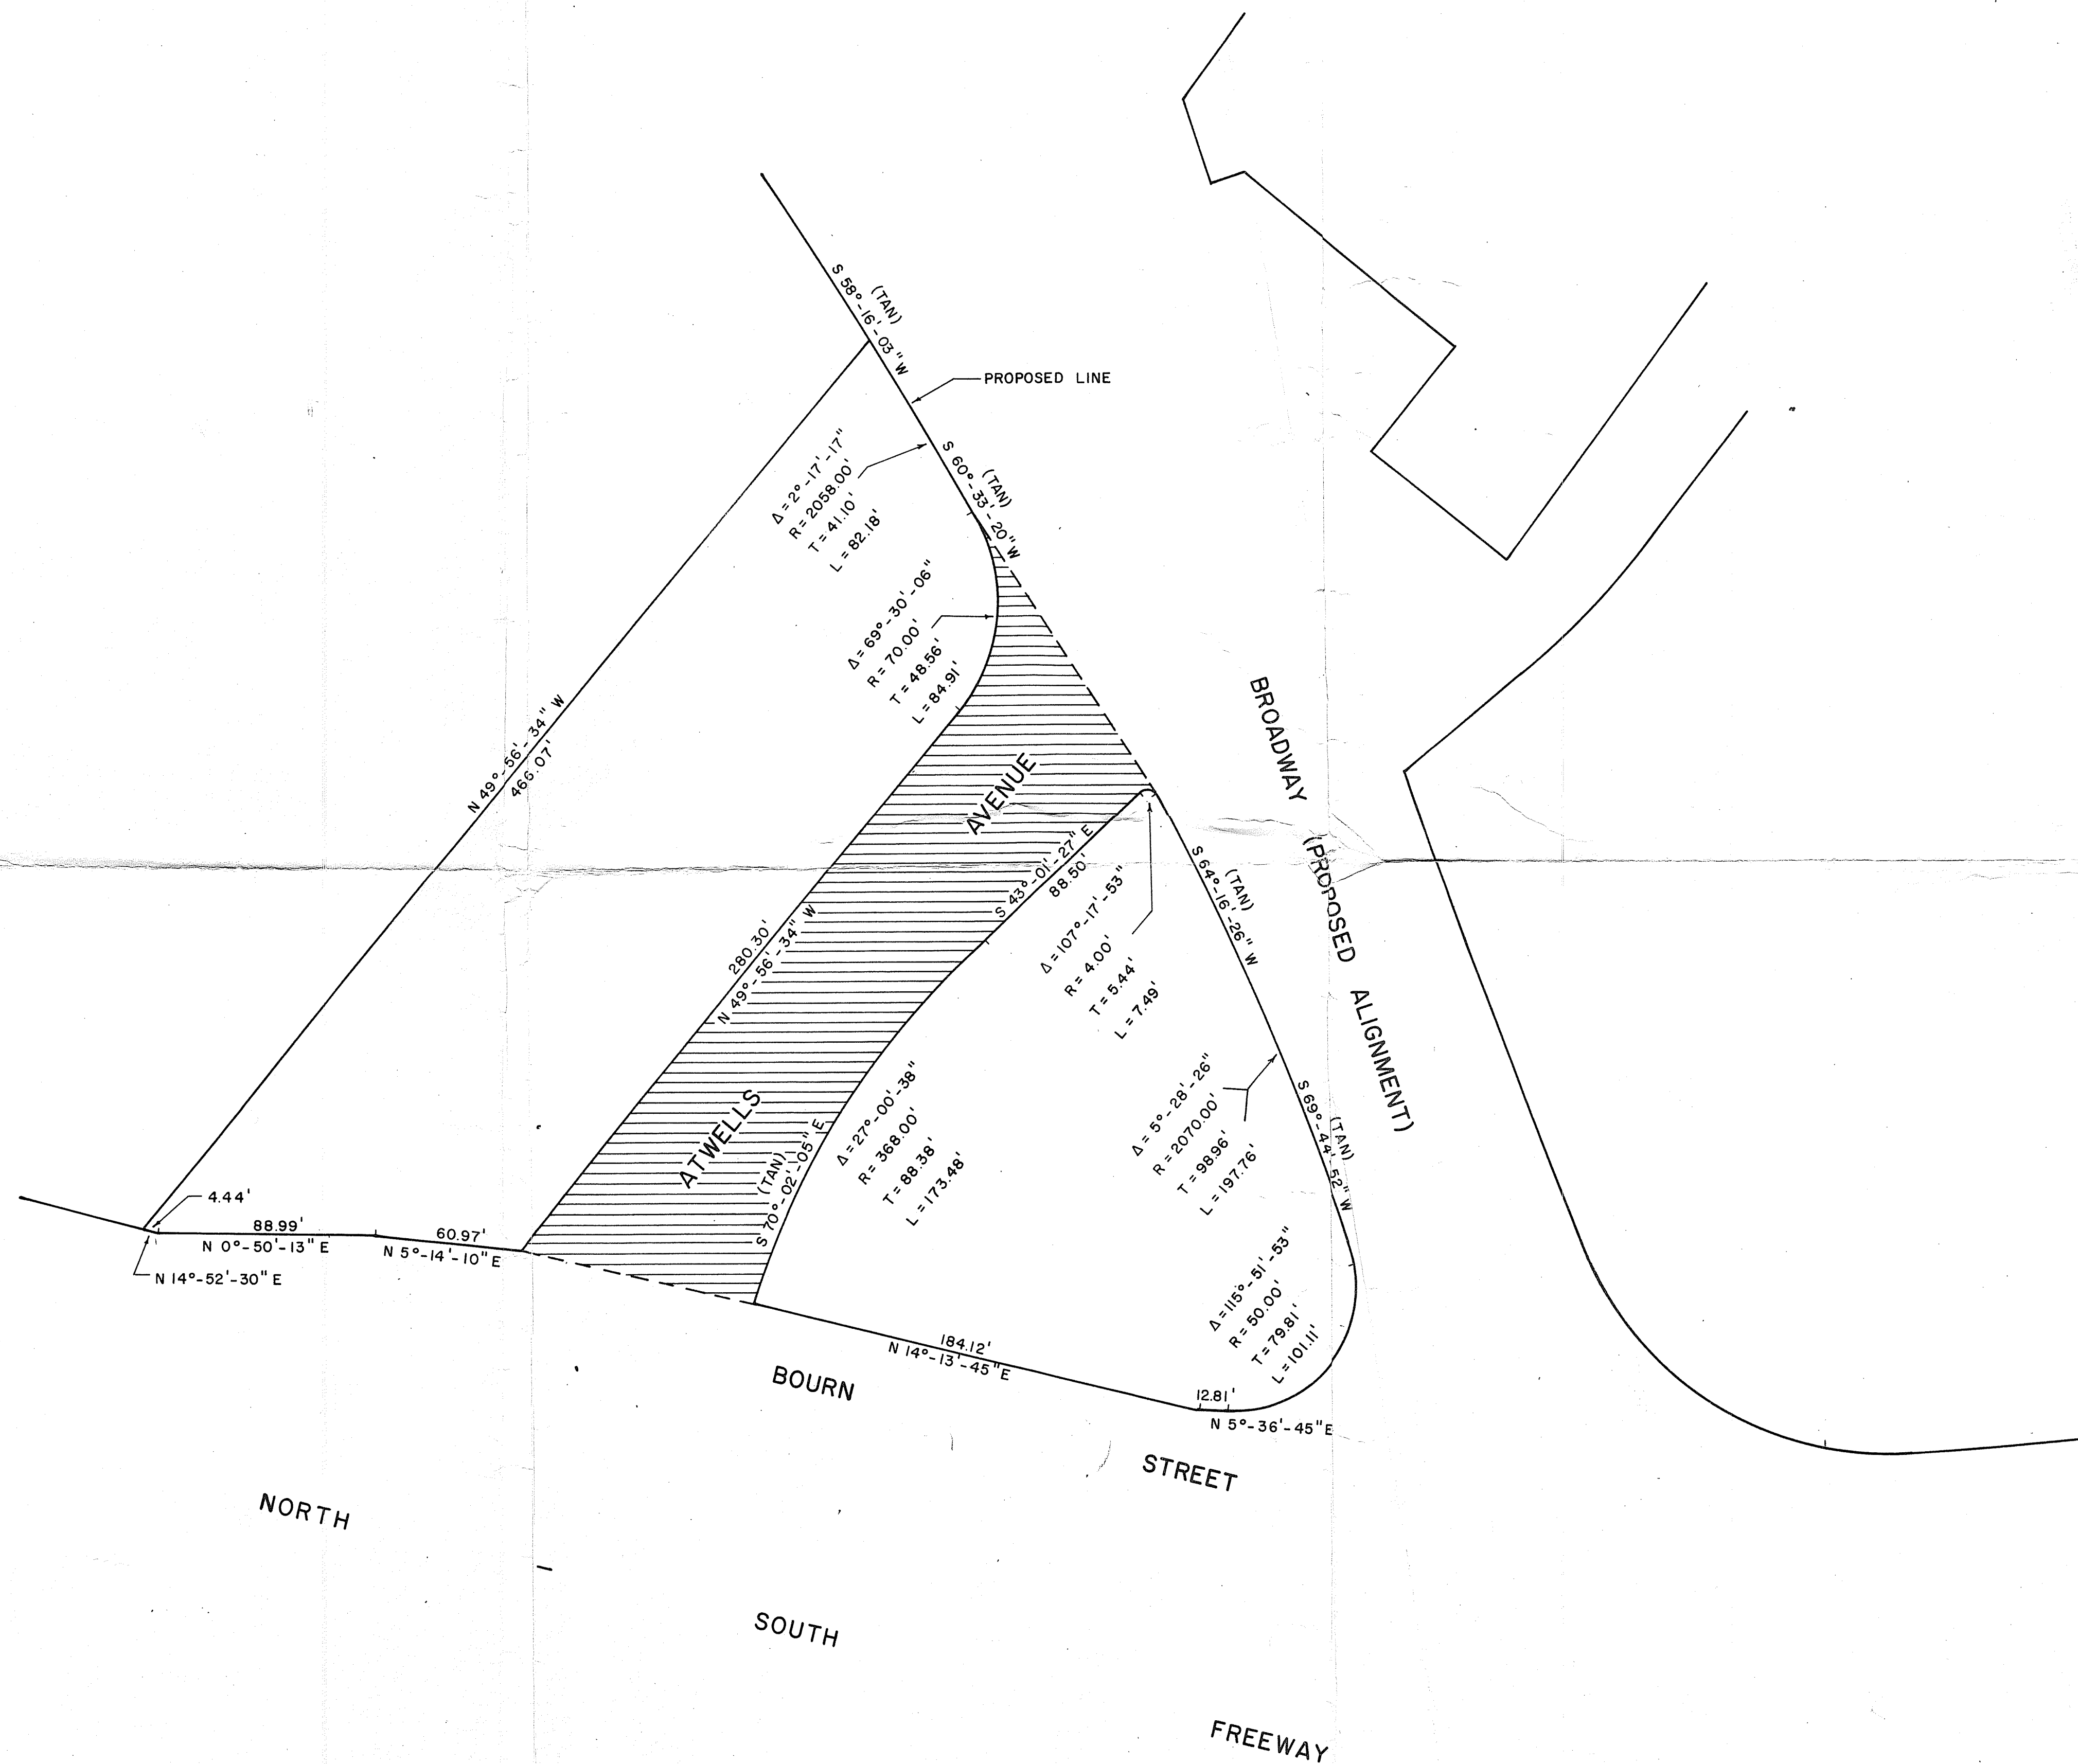 S 58°-16'-03" W
(TAN)
PROPOSED LINE
Δ = 2°-17'-17"
R = 2058.00'
T = 41.10'
L = 82.18'
S 60°-33'-20" W
(TAN)
Δ = 69°-30'-06"
R = 70.00'
T = 48.56'
L = 84.91'
N 49°-56'-34" W
466.07'
BROADWAY (PROPOSED ALIGNMENT)
ATWELLS AVENUE
280.30'
N 49°-56'-34" W
S 43°-01'-27" E
88.50'
Δ = 107°-17'-53"
R = 4.00'
T = 5.44'
L = 7.49'
S 64°-16'-26" W
(TAN)
Δ = 27°-00'-38"
R = 368.00'
T = 88.38'
L = 173.48'
S 70°-02'-05" E
(TAN)
Δ = 5°-28'-26"
R = 2070.00'
T = 98.96'
L = 197.76'
S 69°-44'-52" W
(TAN)
Δ = 115°-51'-53"
R = 50.00'
T = 79.81'
L = 101.11'
4.44'
N 14°-52'-30" E
88.99'
N 0°-50'-13" E
60.97'
N 5°-14'-10" E
184.12'
N 14°-13'-45" E
12.81'
N 5°-36'-45" E
BOURN STREET
NORTH SOUTH FREEWAY